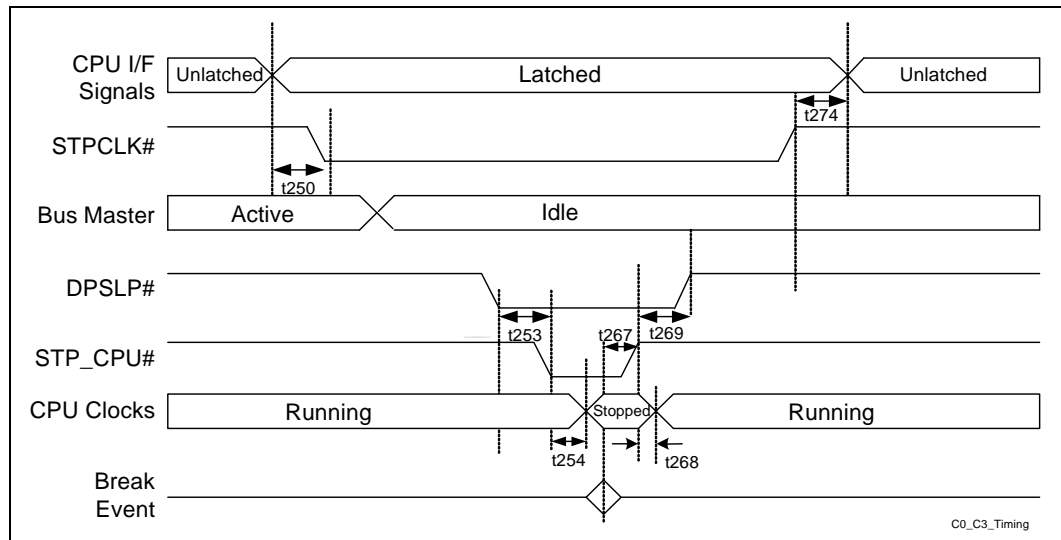 CPU I/F
Signals
Unlatched
Latched
Unlatched
t274
STPCLK#
t250
Bus Master
Active
Idle
DPSLP#
t253
t267
t269
STP_CPU#
CPU Clocks
Running
Stopped
Running
t254
t268
Break
Event
C0_C3_Timing